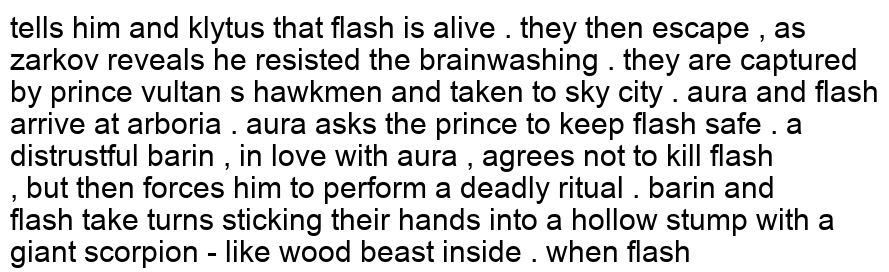 tells him and klytus that flash is alive . they then escape , as
zarkov reveals he resisted the brainwashing . they are captured
by prince vultan s hawkmen and taken to sky city . aura and flash
arrive at arboria . aura asks the prince to keep flash safe . a
distrustful barin , in love with aura , agrees not to kill flash
, but then forces him to perform a deadly ritual . barin and
flash take turns sticking their hands into a hollow stump with a
giant scorpion - like wood beast inside . when flash